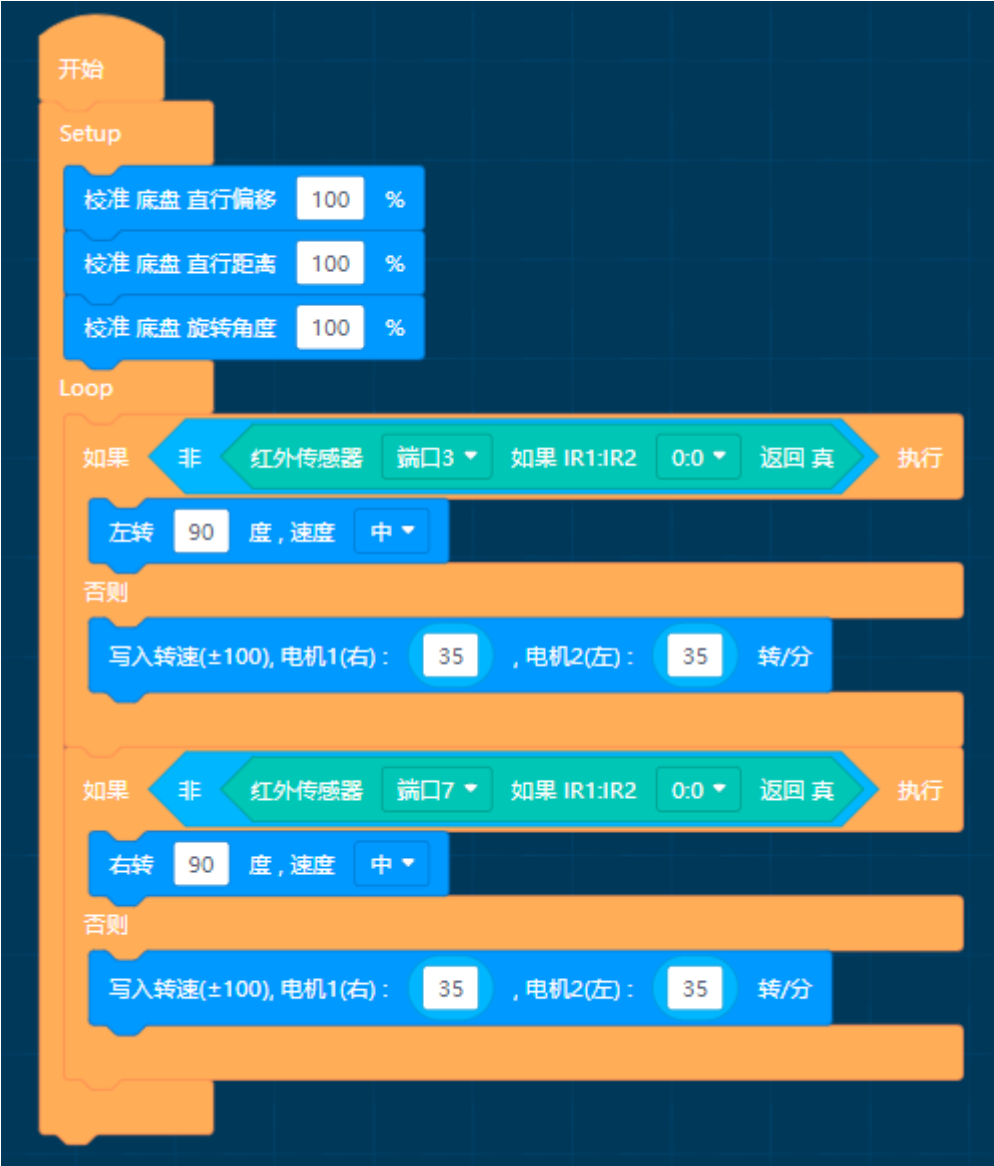 开始
Setup
校准 底盘 直行偏移 100 %
校准 底盘 直行距离 100 %
校准 底盘 旋转角度 100 %
Loop
如果 非 红外传感器 端口3 如果 IR1:IR2 0:0 返回 真 执行
左转 90 度 , 速度 中
否则
写入转速(±100), 电机1(右) : 35 , 电机2(左) : 35 转/分
如果 非 红外传感器 端口7 如果 IR1:IR2 0:0 返回 真 执行
右转 90 度 , 速度 中
否则
写入转速(±100), 电机1(右) : 35 , 电机2(左) : 35 转/分